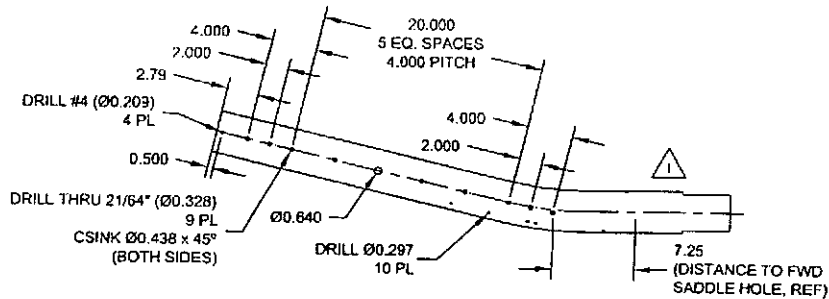 20.000
5 EQ. SPACES
4.000 PITCH
4.000
2.000
2.79
DRILL #4 (Ø0.209)
4 PL
0.500
4.000
2.000
DRILL THRU 21/64" (Ø0.328)
9 PL
CSINK Ø0.438 x 45°
(BOTH SIDES)
Ø0.640
DRILL Ø0.297
10 PL
1
7.25
(DISTANCE TO FWD
SADDLE HOLE, REF)